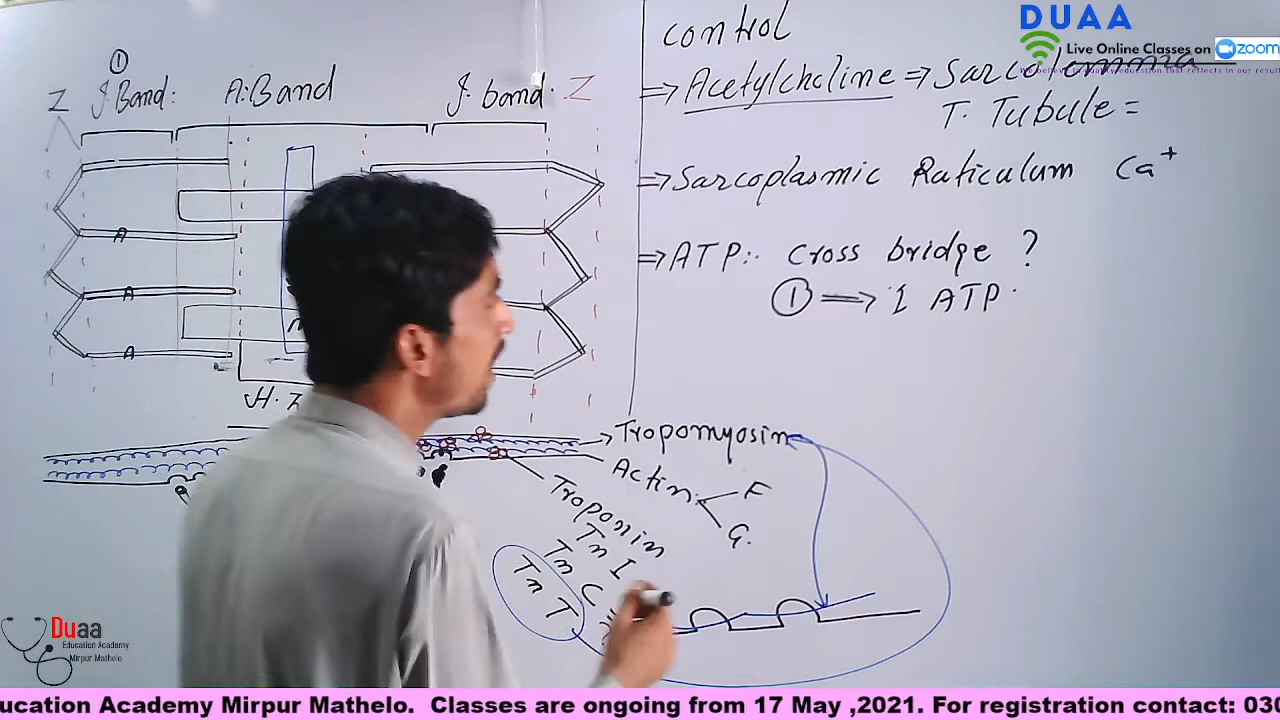 ①
Z I Band: A.Band I.band. Z
A
A
A
H.
control
⇒ Acetylcholine ⇒ Sarcolemma
T. Tubule =
⇒ Sarcoplasmic Raticulum Ca+
⇒ ATP:. Cross bridge ?
① ⇒ 1 ATP.
Tropomyosin
Actin F
G.
Troponin
Tn I
Tn C
Tn T
DUAA
Live Online Classes on zoom
Duaa
Education Academy
Mirpur Mathelo
ucation Academy Mirpur Mathelo. Classes are ongoing from 17 May ,2021. For registration contact: 030